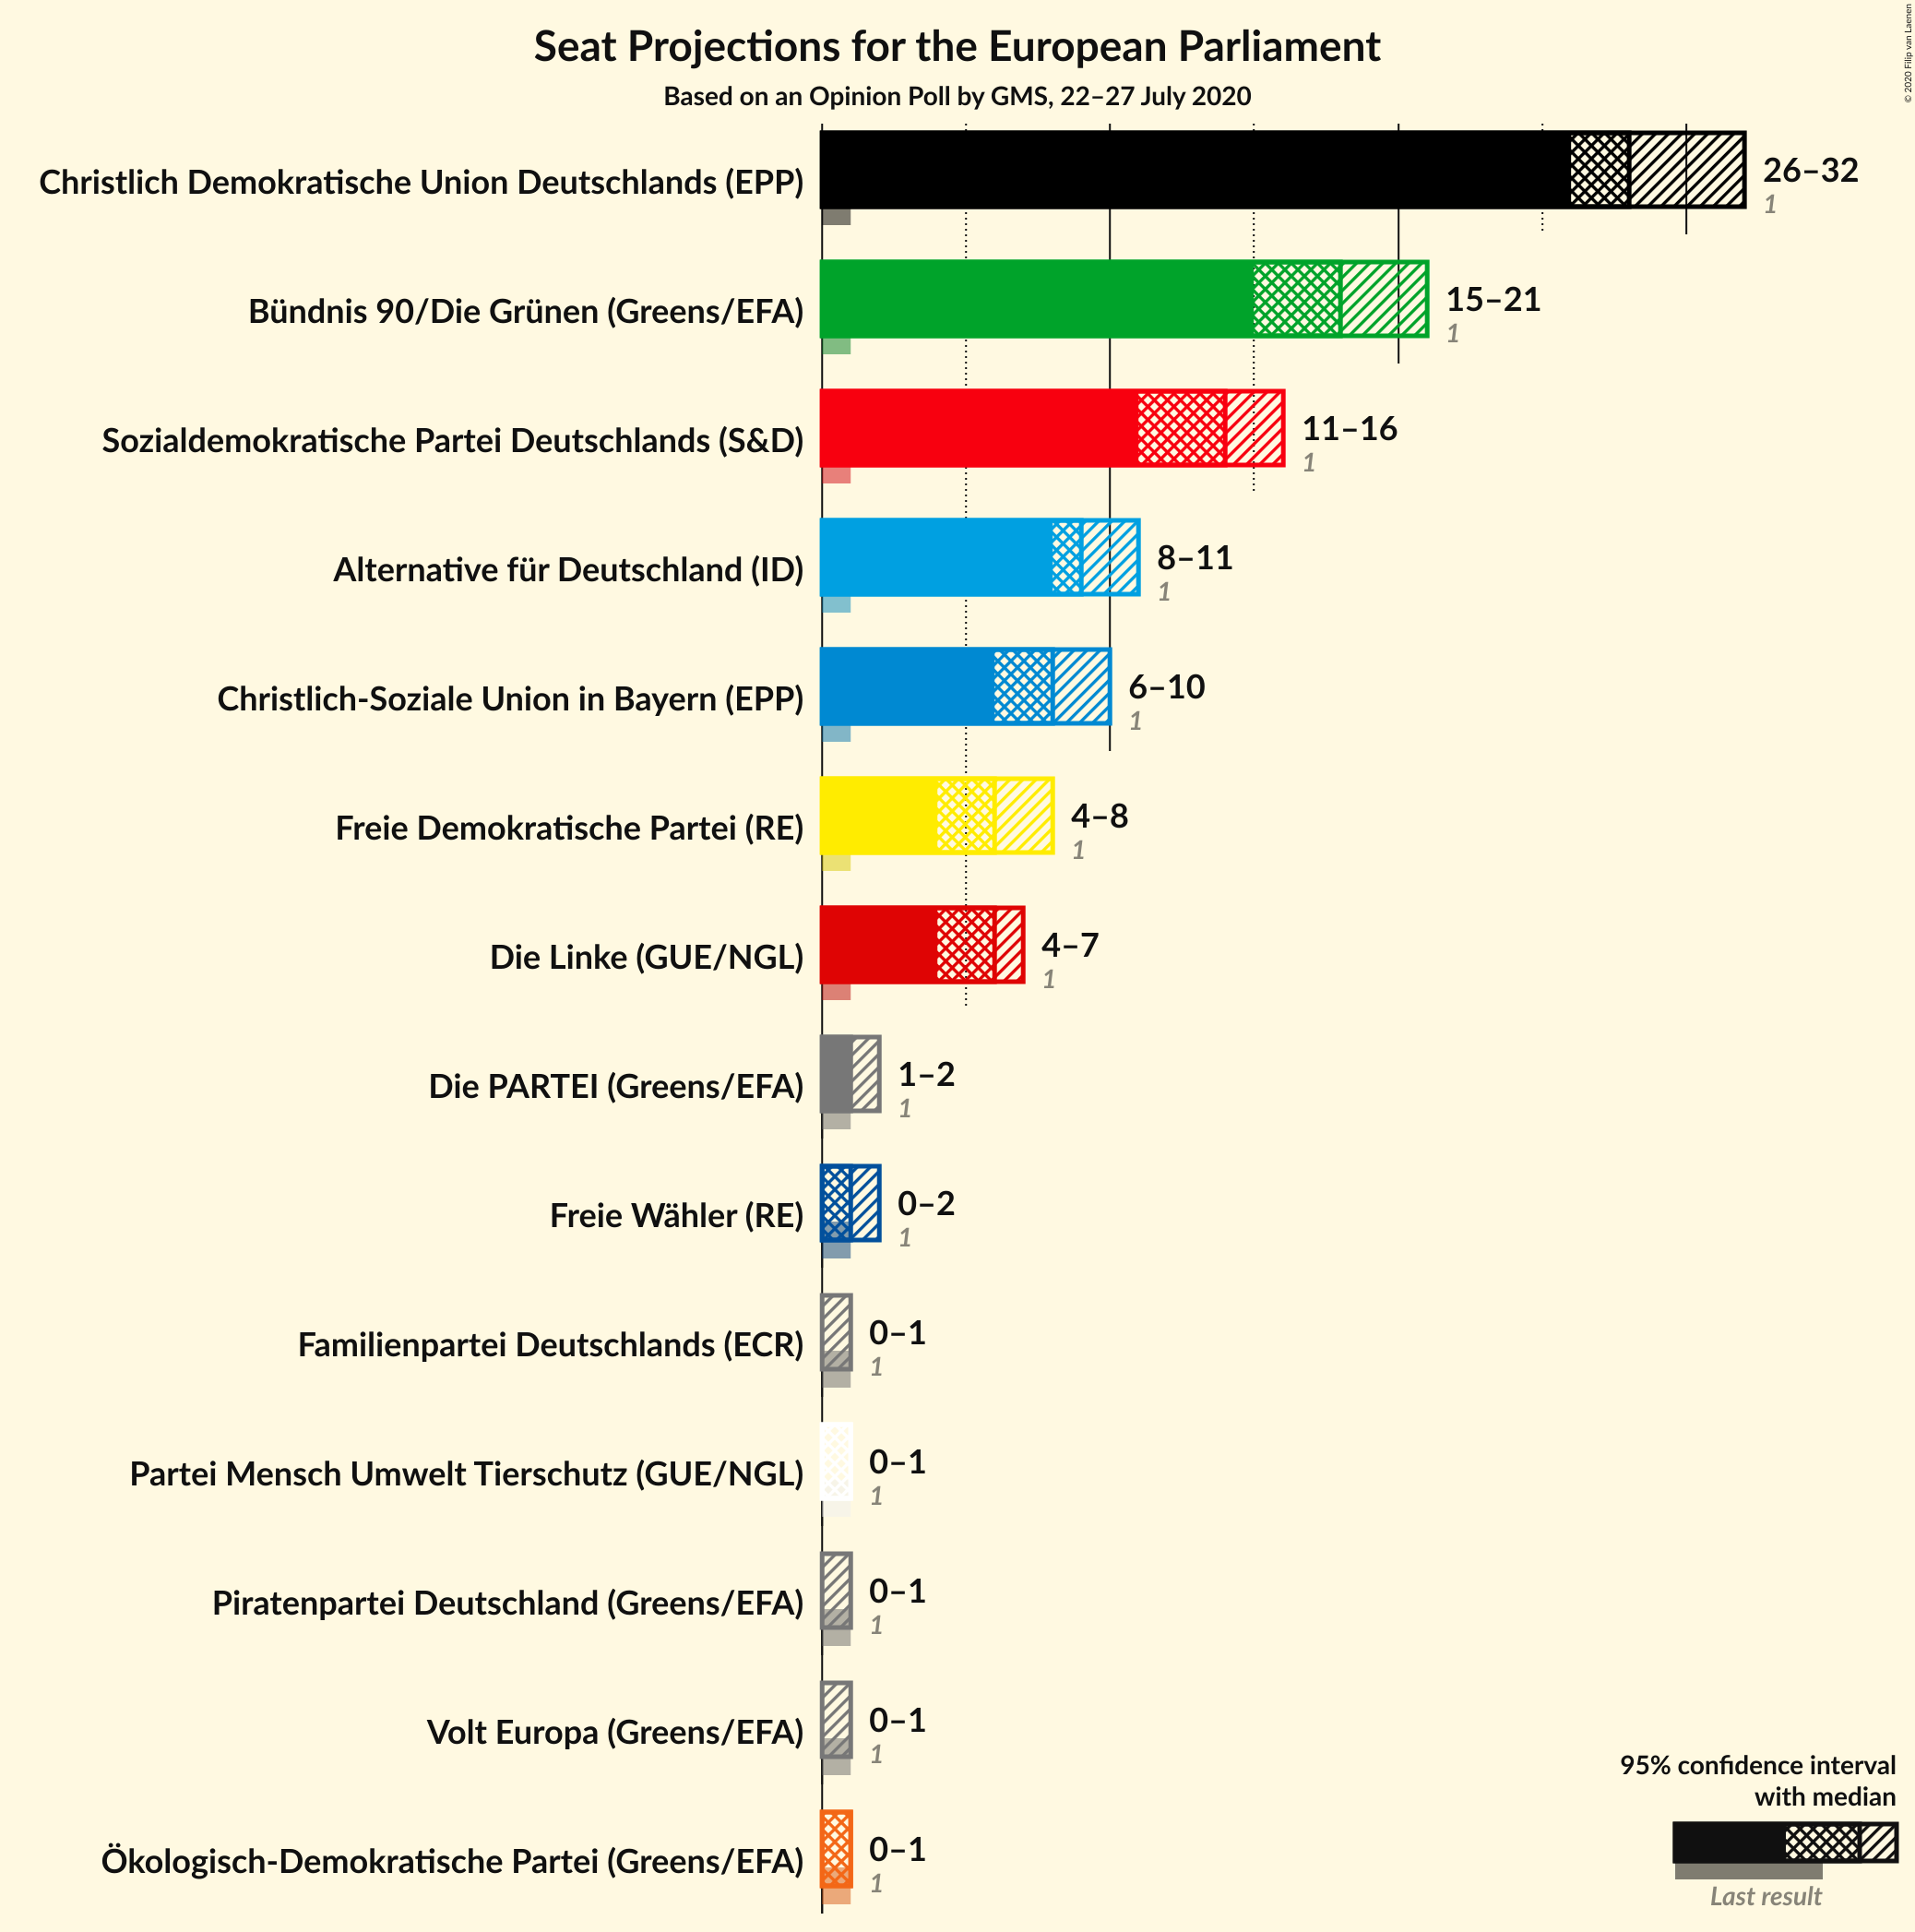 Seat Projections for the European Parliament
Based on an Opinion Poll by GMS, 22–27 July 2020
© 2020 Filip van Laenen
Christlich Demokratische Union Deutschlands (EPP)
26–32
1
Bündnis 90/Die Grünen (Greens/EFA)
15–21
1
Sozialdemokratische Partei Deutschlands (S&D)
11–16
1
Alternative für Deutschland (ID)
8–11
1
Christlich-Soziale Union in Bayern (EPP)
6–10
1
Freie Demokratische Partei (RE)
4–8
1
Die Linke (GUE/NGL)
4–7
1
Die PARTEI (Greens/EFA)
1–2
1
Freie Wähler (RE)
0–2
1
Familienpartei Deutschlands (ECR)
0–1
1
Partei Mensch Umwelt Tierschutz (GUE/NGL)
0–1
1
Piratenpartei Deutschland (Greens/EFA)
0–1
1
Volt Europa (Greens/EFA)
0–1
1
Ökologisch-Demokratische Partei (Greens/EFA)
0–1
1
95% confidence interval
with median
Last result